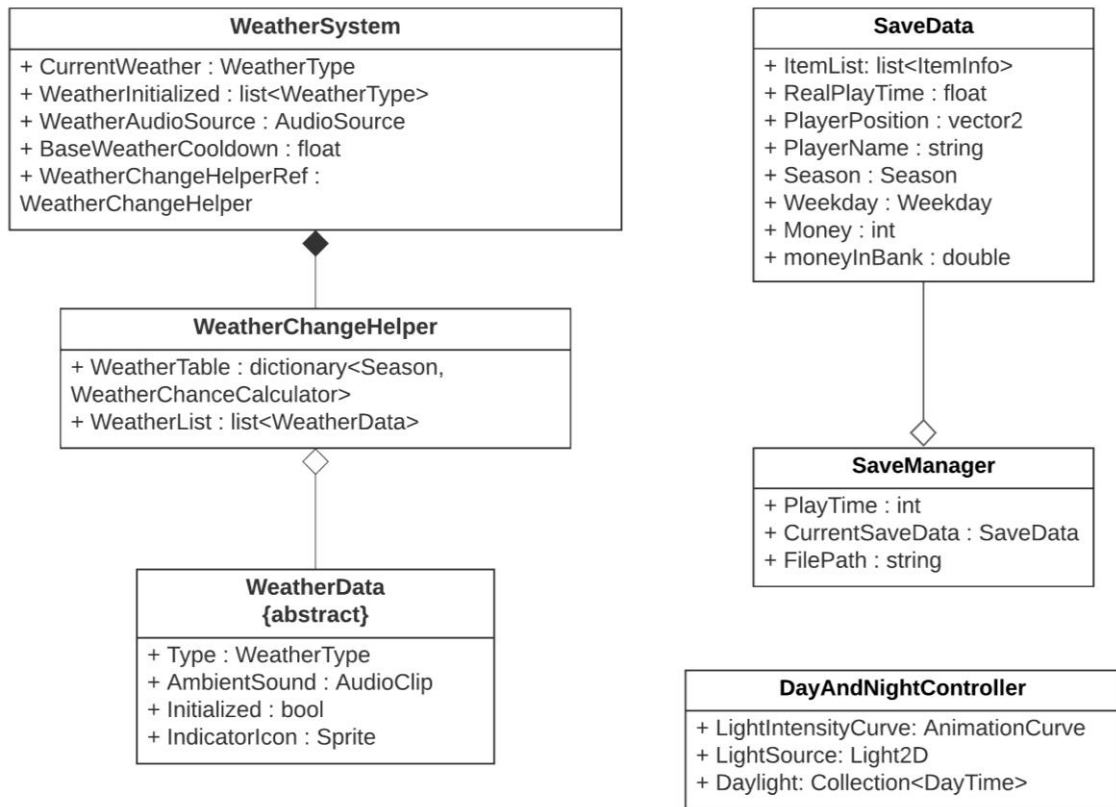 WeatherSystem
+ CurrentWeather : WeatherType
+ WeatherInitialized : list<WeatherType>
+ WeatherAudioSource : AudioSource
+ BaseWeatherCooldown : float
+ WeatherChangeHelperRef :
WeatherChangeHelper
WeatherChangeHelper
+ WeatherTable : dictionary<Season,
WeatherChanceCalculator>
+ WeatherList : list<WeatherData>
WeatherData
{abstract}
+ Type : WeatherType
+ AmbientSound : AudioClip
+ Initialized : bool
+ IndicatorIcon : Sprite
SaveData
+ ItemList: list<ItemInfo>
+ RealPlayTime : float
+ PlayerPosition : vector2
+ PlayerName : string
+ Season : Season
+ Weekday : Weekday
+ Money : int
+ moneyInBank : double
SaveManager
+ PlayTime : int
+ CurrentSaveData : SaveData
+ FilePath : string
DayAndNightController
+ LightIntensityCurve: AnimationCurve
+ LightSource: Light2D
+ Daylight: Collection<DayTime>